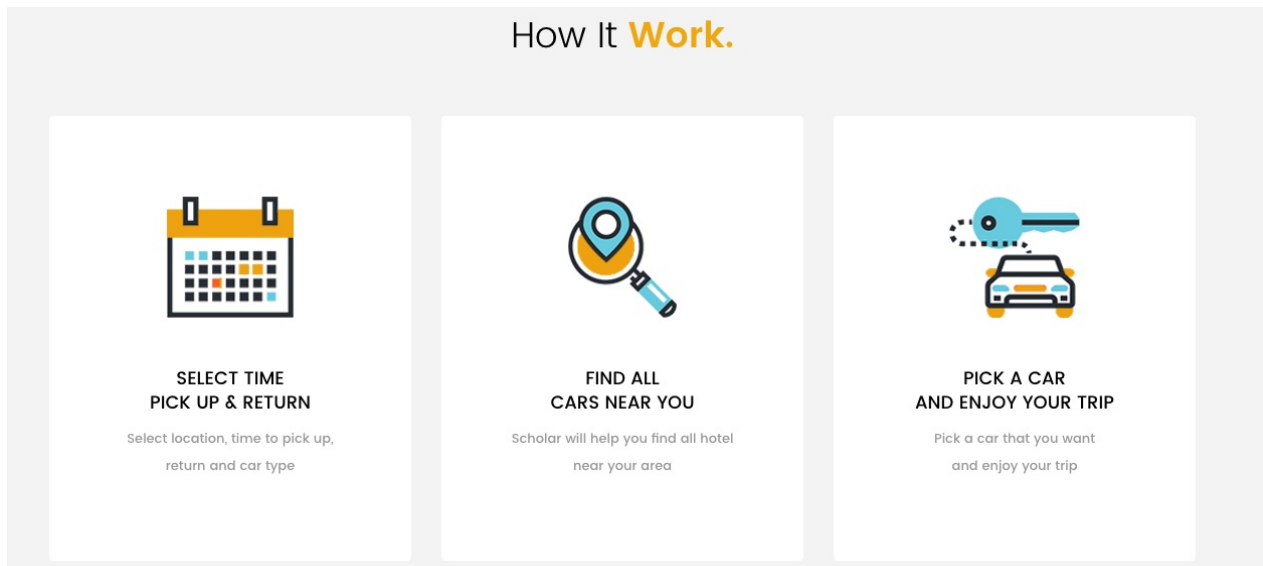 How It Work.
SELECT TIME
PICK UP & RETURN
Select location, time to pick up,
return and car type
FIND ALL
CARS NEAR YOU
Scholar will help you find all hotel
near your area
PICK A CAR
AND ENJOY YOUR TRIP
Pick a car that you want
and enjoy your trip